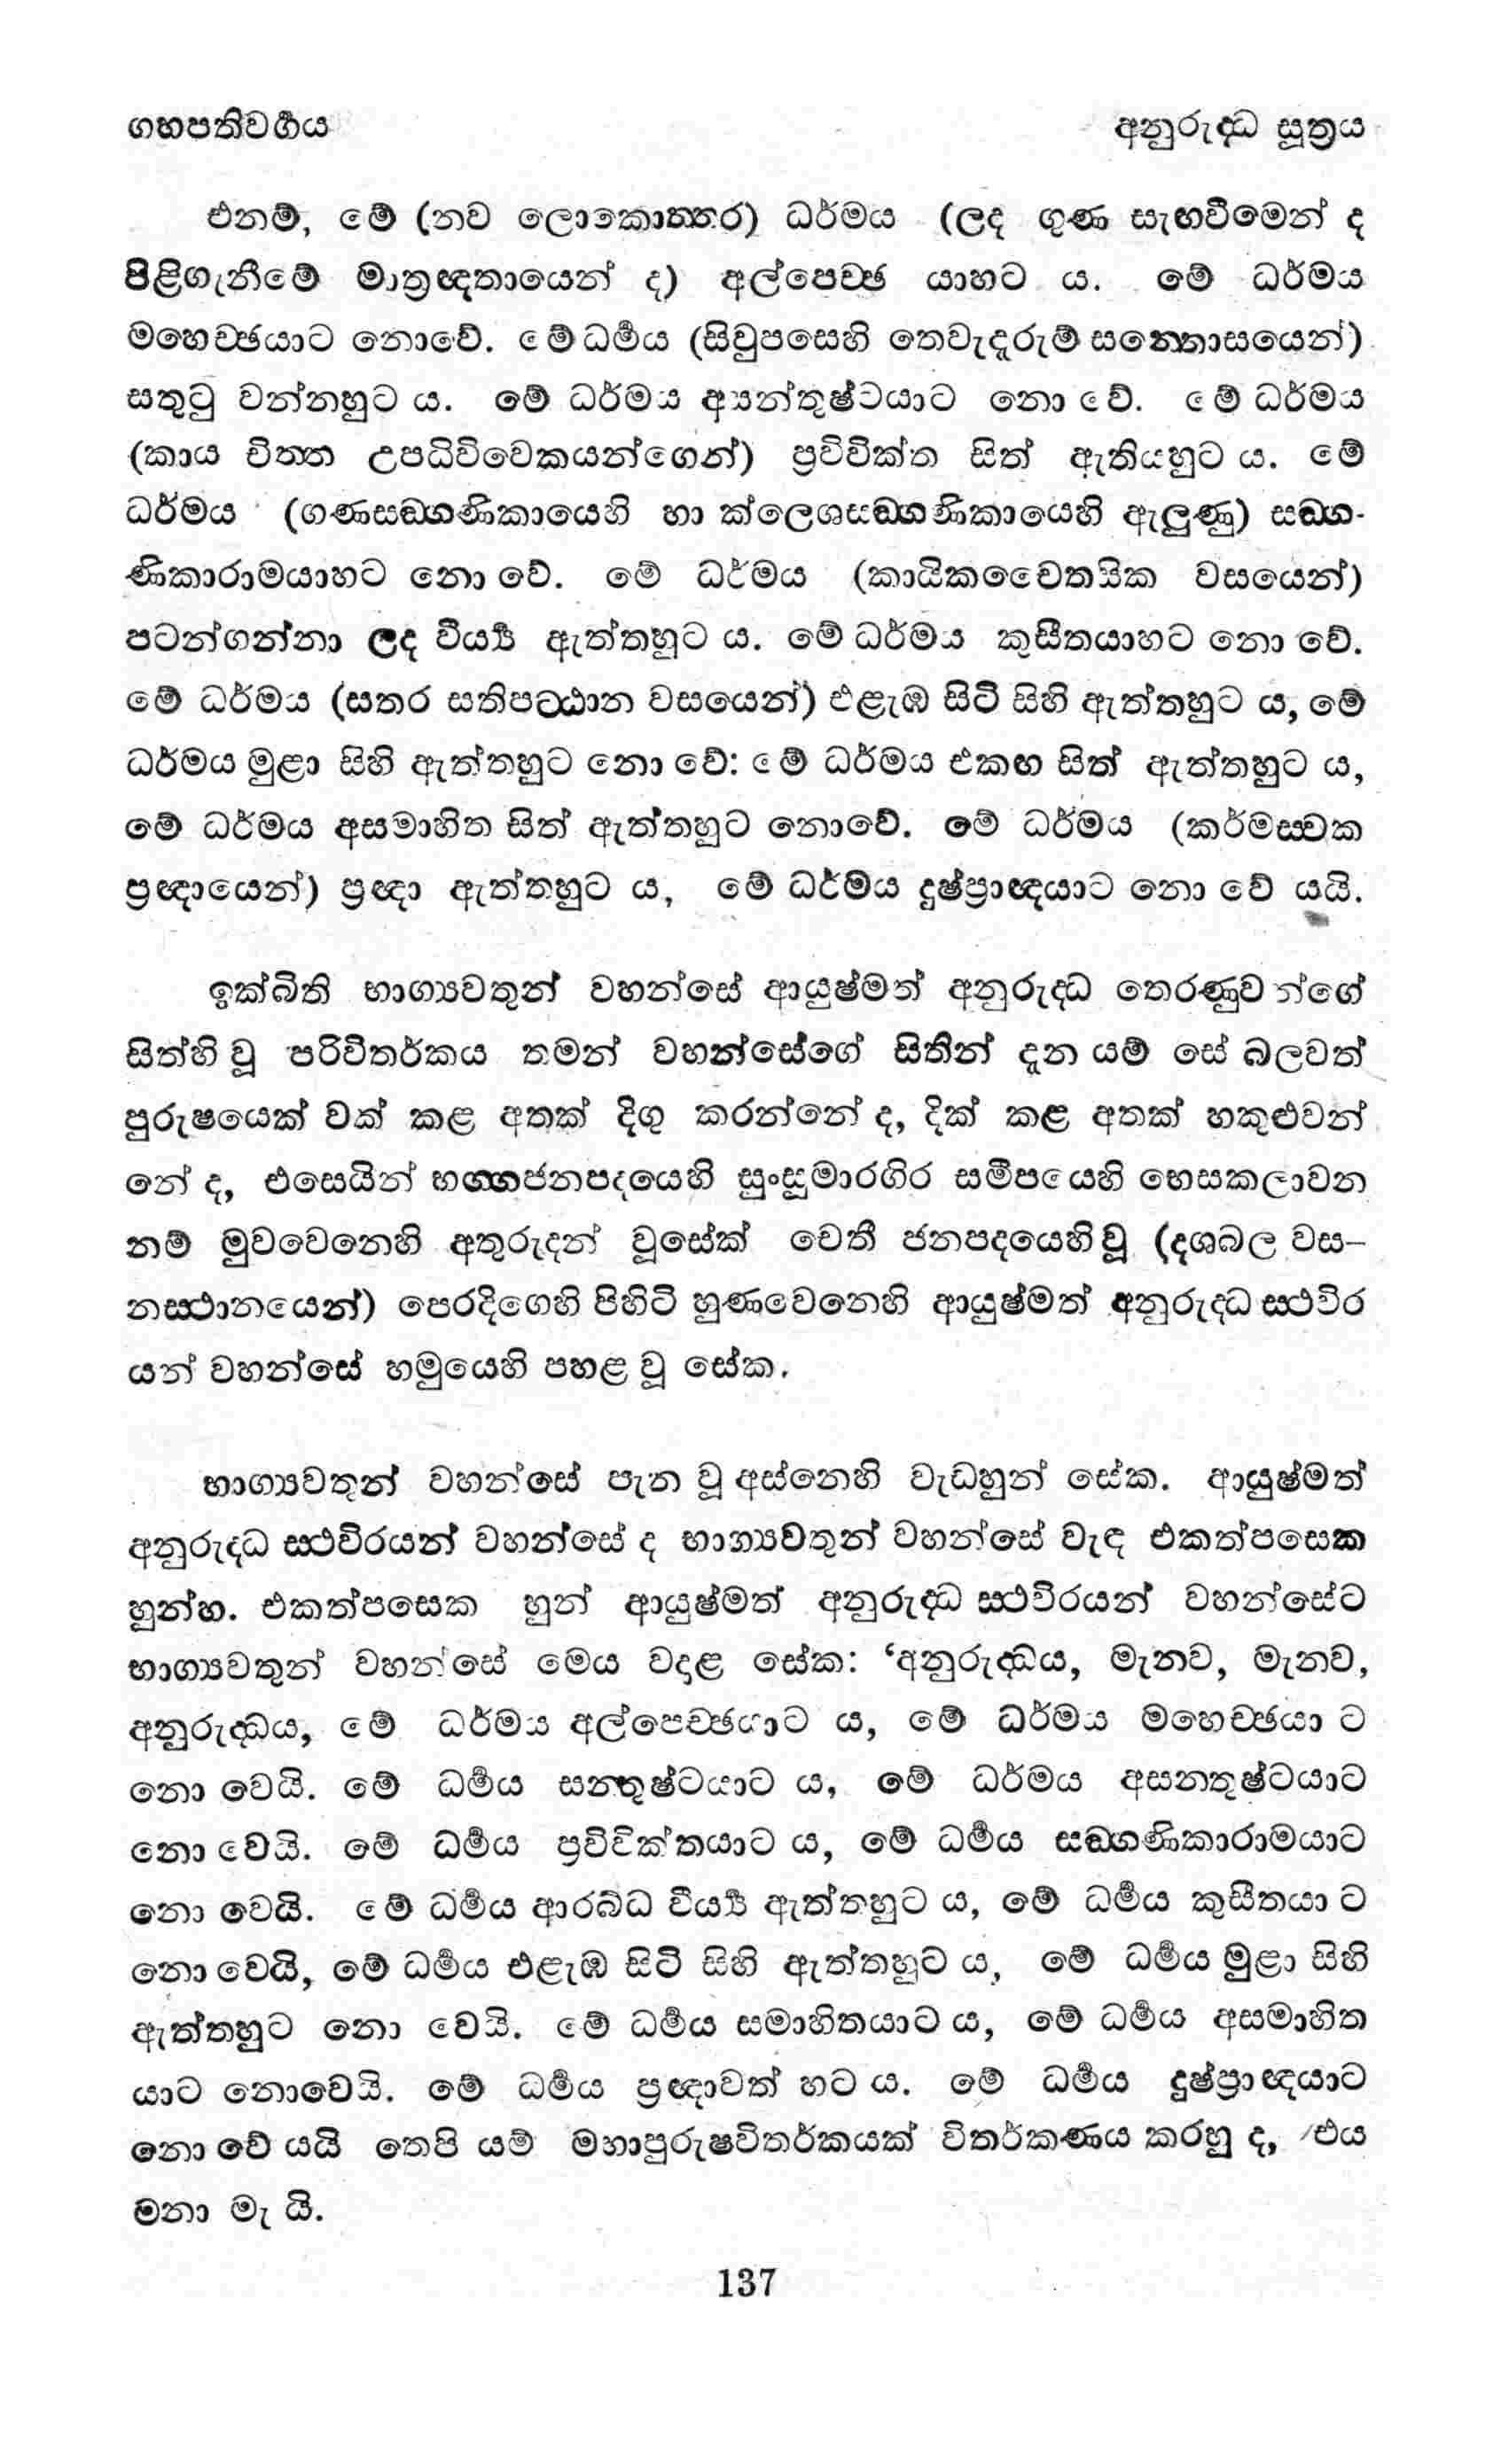 ගහපතිවර්‍ගය
අනුරුද්‍ධ සූත්‍රය
එනම්, මේ (නව ලොකොත්‍තර) ධර්මය (ලද ගුණ සැඟවීමෙන් ද
පිළිගැනීමේ මාත්‍රඥතායෙන් ද) අල්පෙච්ඡ යාහට ය. මේ ධර්මය
මහෙච්ඡයාට නොවේ. මේ ධර්‍මය (සිවුපසෙහි තෙවැදෑරුම් සන්‍තොසයෙන්)
සතුටු වන්නහුට ය. මේ ධර්මය අසන්තුෂ්ටයාට නො වේ. මේ ධර්මය
(කාය චිත්‍ත උපධිවිවෙකයන්ගෙන්) ප්‍රවිවික්ත සිත් ඇතියහුට ය. මේ
ධර්මය (ගණසඞ්ගණිකායෙහි හා ක්ලෙශසඞ්ගණිකායෙහි ඇලුණු) සඞ්ග-
ණිකාරාමයාහට නො වේ. මේ ධර්මය (කායිකචෛතසික වසයෙන්)
පටන්ගන්නා ලද වීර්‍ය්‍ය ඇත්තහුට ය. මේ ධර්මය කුසීතයාහට නො වේ.
මේ ධර්මය (සතර සතිපට්ඨාන වසයෙන්) එළැඹ සිටි සිහි ඇත්තහුට ය, මේ
ධර්මය මුළා සිහි ඇත්තහුට නො වේ: මේ ධර්මය එකඟ සිත් ඇත්තහුට ය,
මේ ධර්මය අසමාහිත සිත් ඇත්තහුට නොවේ. මේ ධර්මය (කර්මස්වක
ප්‍රඥායෙන්) ප්‍රඥා ඇත්තහුට ය, මේ ධර්මය දුෂ්ප්‍රාඥයාට නො වේ යයි.
ඉක්බිති භාග්‍යවතුන් වහන්සේ ආයුෂ්මත් අනුරුද්‍ධ තෙරණුවන්ගේ
සිත්හි වූ පරිවිතර්කය තමන් වහන්සේගේ සිතින් දැන යම් සේ බලවත්
පුරුෂයෙක් වක් කළ අතක් දිගු කරන්නේ ද, දික් කළ අතක් හකුළුවන්
නේ ද, එසෙයින් භග්ගජනපදයෙහි සුංසුමාරගිර සමීපයෙහි භෙසකලාවන
නම් මුවවෙනෙහි අතුරුදන් වූසේක් චෙතී ජනපදයෙහි වූ (දශබල වස–
නස්ථානයෙන්) පෙරදිගෙහි පිහිටි හුණවෙනෙහි ආයුෂ්මත් අනුරුද්‍ධ ස්ථවිර
යන් වහන්සේ හමුයෙහි පහළ වූ සේක.
භාග්‍යවතුන් වහන්සේ පැන වූ අස්නෙහි වැඩහුන් සේක. ආයුෂ්මත්
අනුරුද්‍ධ ස්ථවිරයන් වහන්සේ ද භාග්‍යවතුන් වහන්සේ වැඳ එකත්පසෙක
හුන්හ. එකත්පසෙක හුන් ආයුෂ්මත් අනුරුද්‍ධ ස්ථවිරයන් වහන්සේට
භාග්‍යවතුන් වහන්සේ මෙය වදාළ සේක: ‘අනුරුද්‍ධය, මැනව, මැනව,
අනුරුද්‍ධය, මේ ධර්මය අල්පෙච්ඡයාට ය, මේ ධර්මය මහෙච්ඡයා ට
නො වෙයි. මේ ධර්‍මය සන්‍තුෂ්ටයාට ය, මේ ධර්මය අසන්‍තුෂ්ටයාට
නො වෙයි. මේ ධර්‍මය ප්‍රවිවික්තයාට ය, මේ ධර්‍මය සඞ්ගණිකාරාමයාට
නො වෙයි. මේ ධර්‍මය ආරබ්ධ වීර්‍ය්‍ය ඇත්තහුට ය, මේ ධර්‍මය කුසීතයා ට
නො වෙයි, මේ ධර්‍මය එළැඹ සිටි සිහි ඇත්තහුට ය, මේ ධර්‍මය මුළා සිහි
ඇත්තහුට නො වෙයි. මේ ධර්‍මය සමාහිතයාට ය, මේ ධර්‍මය අසමාහිත
යාට නොවෙයි. මේ ධර්‍මය ප්‍රඥාවත් හට ය. මේ ධර්‍මය දුෂ්ප්‍රාඥයාට
නො වේ යයි තෙපි යම් මහාපුරුෂවිතර්කයක් විතර්කණය කරහු ද, එය
මනා මැ යි.
137